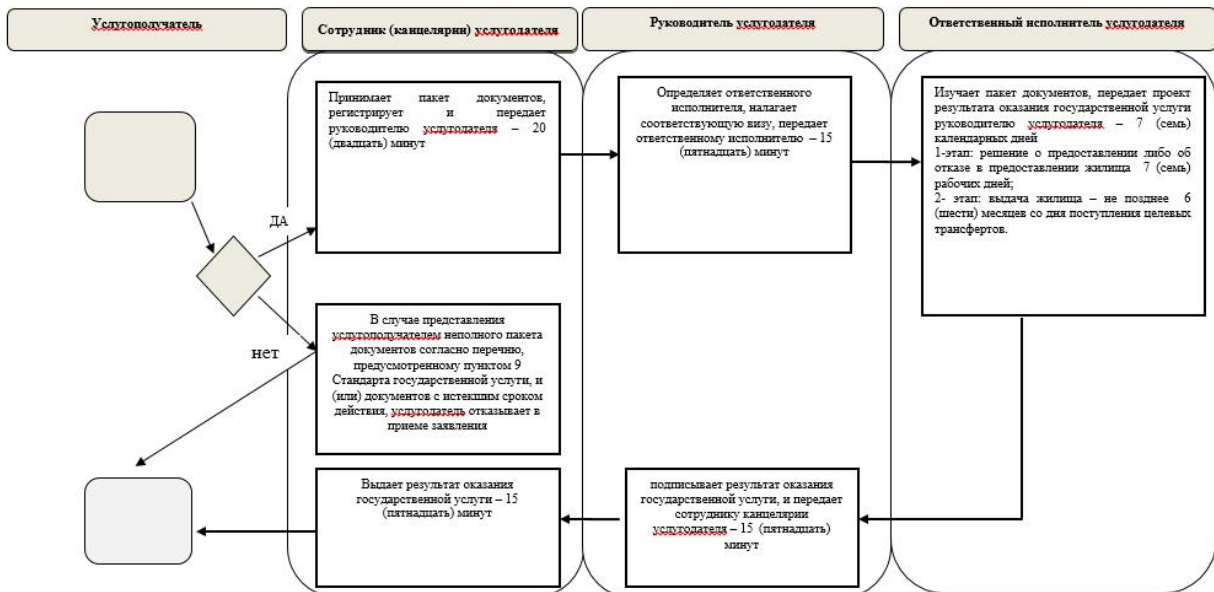 Услугополучатель
Сотрудник (канцелярии) услугодателя
Руководитель услугодателя
Ответственный исполнитель услугодателя
Принимает пакет документов,
регистрирует и передает
руководителю услугодателя – 20
(двадцать) минут
Определяет ответственного
исполнителя, налагает
соответствующую визу, передает
ответственному исполнителю – 15
(пятнадцать) минут
Изучает пакет документов, передает проект
результата оказания государственной услуги
руководителю услугодателя – 7 (семь)
календарных дней
1-этап: решение о предоставлении либо об
отказе в предоставлении жилища 7 (семь)
рабочих дней;
2- этап: выдача жилища – не позднее 6
(шести) месяцев со дня поступления целевых
трансфертов.
ДА
нет
В случае представления
услугополучателем неполного пакета
документов согласно перечню,
предусмотренному пунктом 9
Стандарта государственной услуги, и
(или) документов с истекшим сроком
действия, услугодатель отказывает в
приеме заявления
Выдает результат оказания
государственной услуги – 15
(пятнадцать) минут
подписывает результат оказания
государственной услуги, и передает
сотруднику канцелярии
услугодателя – 15 (пятнадцать)
минут